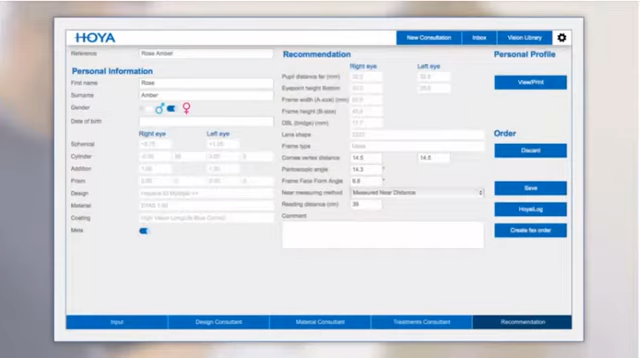 HOYA
New Consultation
Inbox
Vision Library
Reference
Rose Amber
Personal information
First name
Rose
Surname
Amber
Gender
Date of birth
Right eye
Left eye
Spherical
Cylinder
Addition
Prism
Design
Material
Coating
Meta
Recommendation
Right eye
Left eye
Pupil distance far (mm)
Eyepoint height Bottom
Frame width (A-size) (mm)
Frame height (B-size)
DBL (bridge) (mm)
Lens shape
Frame type
Cornea vertex distance
14.5
14.5
Pantoscopic angle
14.3
Frame Face Form Angle
6.8
Near measuring method
Measured Near Distance
Reading distance (cm)
Comment
Personal Profile
View/Print
Order
Discard
Save
HoyaiLog
Create fax order
Input
Design Consultant
Material Consultant
Treatments Consultant
Recommendation